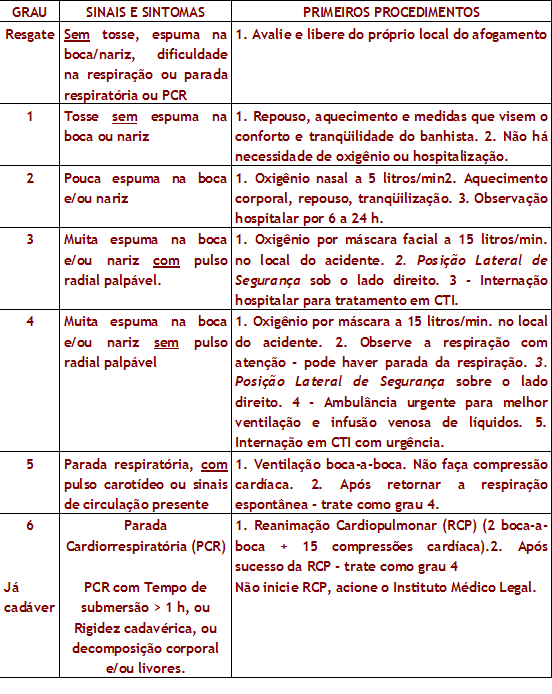 GRAU SINAIS E SINTOMAS PRIMEIROS PROCEDIMENTOS
Resgate
Sem tosse, espuma na
boca/nariz, dificuldade
na respiração ou parada
respiratória ou PCR
1. Avalie e libere do próprio local do afogamento
1
Tosse sem espuma na
boca ou nariz
1. Repouso, aquecimento e medidas que visem o
conforto e tranqüilidade do banhista. 2. Não há
necessidade de oxigênio ou hospitalização.
2
Pouca espuma na boca
e/ou nariz
1. Oxigênio nasal a 5 litros/min2. Aquecimento
corporal, repouso, tranqüilização. 3. Observação
hospitalar por 6 a 24 h.
3
Muita espuma na boca
e/ou nariz com pulso
radial palpável.
1. Oxigênio por máscara facial a 15 litros/min.
no local do acidente. 2. Posição Lateral de
Segurança sob o lado direito. 3 - Internação
hospitalar para tratamento em CTI.
4
Muita espuma na boca
e/ou nariz sem pulso
radial palpável
1. Oxigênio por máscara a 15 litros/min. no local
do acidente. 2. Observe a respiração com
atenção - pode haver parada da respiração. 3.
Posição Lateral de Segurança sobre o lado
direito. 4 - Ambulância urgente para melhor
ventilação e infusão venosa de líquidos. 5.
Internação em CTI com urgência.
5
Parada respiratória, com
pulso carotídeo ou sinais
de circulação presente
1. Ventilação boca-a-boca. Não faça compressão
cardíaca. 2. Após retornar a respiração
espontânea - trate como grau 4.
6
Parada
Cardiorrespiratória (PCR)
1. Reanimação Cardiopulmonar (RCP) (2 boca-a-
boca + 15 compressões cardíaca).2. Após
sucesso da RCP - trate como grau 4
Já
cadáver
PCR com Tempo de
submersão > 1 h, ou
Rigidez cadavérica, ou
decomposição corporal
e/ou livores.
Não inicie RCP, acione o Instituto Médico Legal.